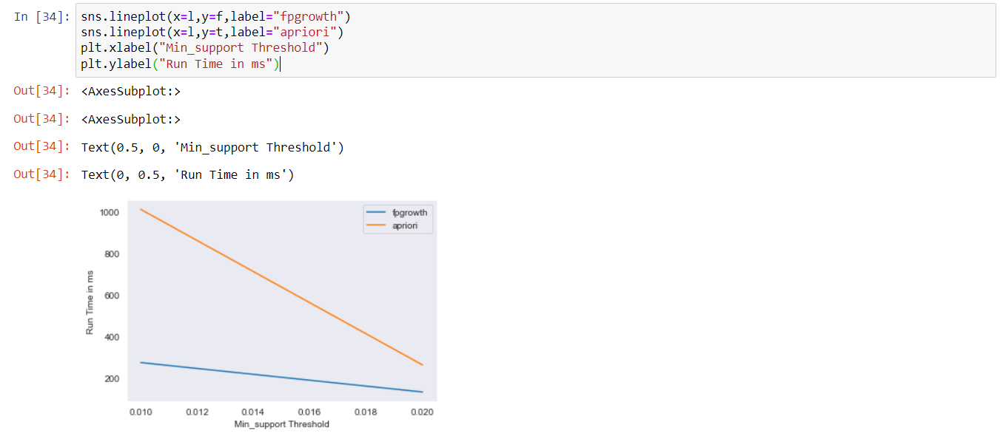 In [34]: sns.lineplot(x=l,y=f,label="fpgrowth")
sns.lineplot(x=l,y=t,label="apriori")
plt.xlabel("Min_support Threshold")
plt.ylabel("Run Time in ms")
Out[34]: <AxesSubplot:>
Out[34]: <AxesSubplot:>
Out[34]: Text(0.5, 0, 'Min_support Threshold')
Out[34]: Text(0, 0.5, 'Run Time in ms')
fpgrowth
apriori
1000
800
600
400
200
Run Time in ms
0.010 0.012 0.014 0.016 0.018 0.020
Min_support Threshold